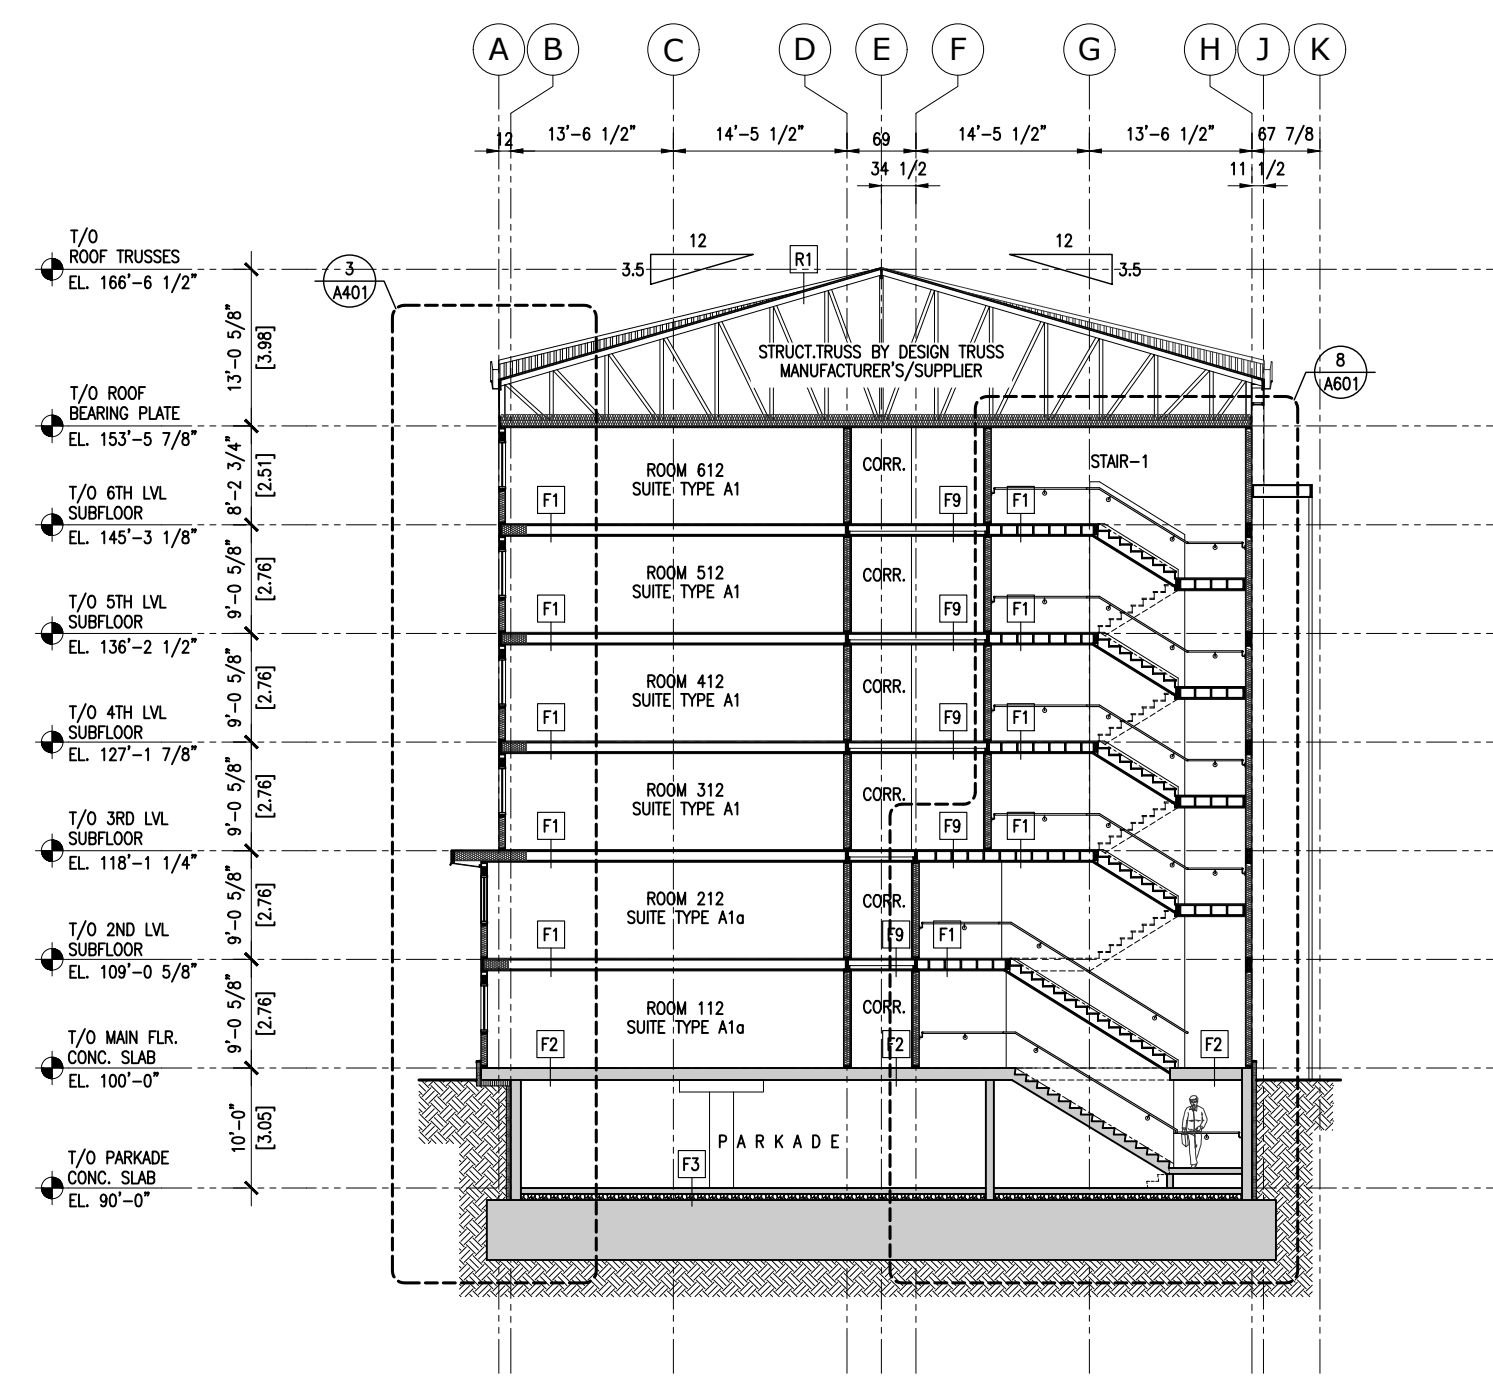 A B C D E F G H J K
12 13'-6 1/2" 14'-5 1/2" 69 14'-5 1/2" 13'-6 1/2" 67 7/8
34 1/2 11 1/2
T/O
ROOF TRUSSES
EL. 166'-6 1/2"
3
A401
12
3.5
R1
12
3.5
13'-0 5/8"
[3.98]
STRUCT.TRUSS BY DESIGN TRUSS
MANUFACTURER'S/SUPPLIER
8
A601
T/O ROOF
BEARING PLATE
EL. 153'-5 7/8"
8'-2 3/4"
[2.51]
ROOM 612
SUITE TYPE A1
CORR.
STAIR-1
F1 F9 F1
T/O 6TH LVL
SUBFLOOR
EL. 145'-3 1/8"
9'-0 5/8"
[2.76]
ROOM 512
SUITE TYPE A1
CORR.
F1 F9 F1
T/O 5TH LVL
SUBFLOOR
EL. 136'-2 1/2"
9'-0 5/8"
[2.76]
ROOM 412
SUITE TYPE A1
CORR.
F1 F9 F1
T/O 4TH LVL
SUBFLOOR
EL. 127'-1 7/8"
9'-0 5/8"
[2.76]
ROOM 312
SUITE TYPE A1
CORR.
F1 F9 F1
T/O 3RD LVL
SUBFLOOR
EL. 118'-1 1/4"
9'-0 5/8"
[2.76]
ROOM 212
SUITE TYPE A1a
CORR.
F1 F9 F1
T/O 2ND LVL
SUBFLOOR
EL. 109'-0 5/8"
9'-0 5/8"
[2.76]
ROOM 112
SUITE TYPE A1a
CORR.
F2 F2 F2
T/O MAIN FLR.
CONC. SLAB
EL. 100'-0"
10'-0"
[3.05]
PARKADE
F3
T/O PARKADE
CONC. SLAB
EL. 90'-0"